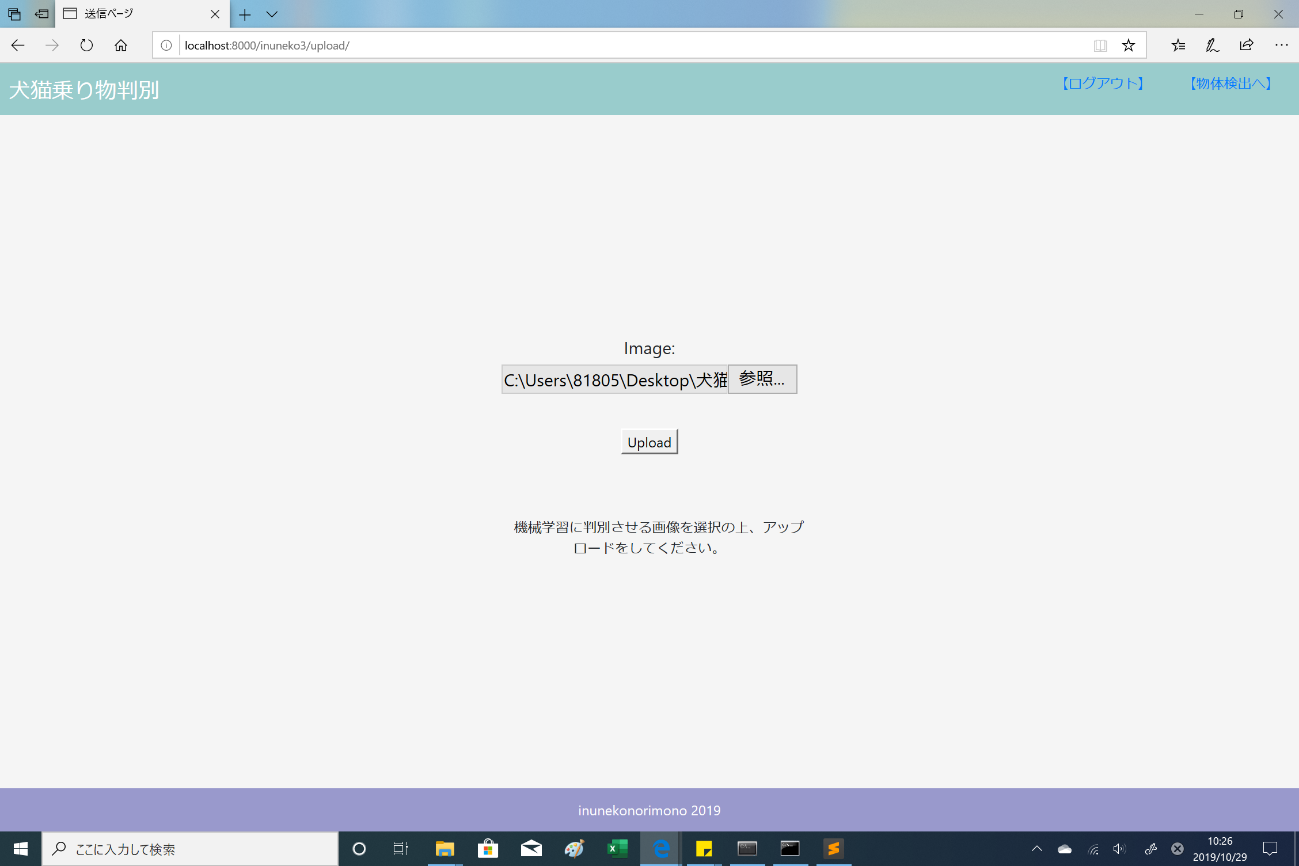 送信ページ
localhost:8000/inuneko3/upload/
犬猫乗り物判別
【ログアウト】
【物体検出へ】
Image:
C:\Users\81805\Desktop\犬猫
参照...
Upload
機械学習に判別させる画像を選択の上、アップ
ロードをしてください。
inunekonorimono 2019
ここに入力して検索
10:26
2019/10/29